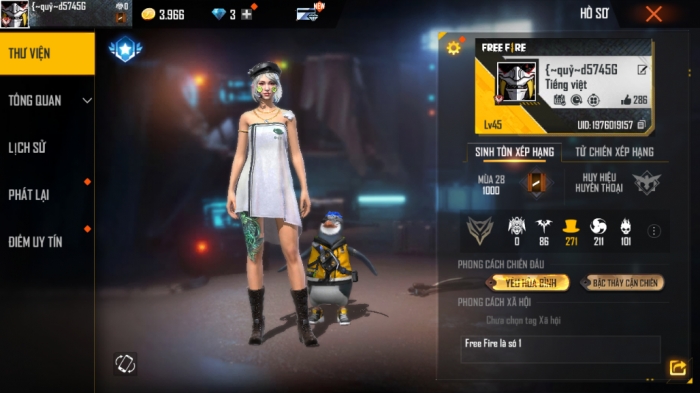 {~quỷ~d5745G
0
3.966
3
NEW
HỒ SƠ
THƯ VIỆN
TỔNG QUAN
LỊCH SỬ
PHÁT LẠI
ĐIỂM UY TÍN
FREE FIRE
{~quỷ~d5745G
Tiếng việt
286
Lv45
UID: 1976019157
SINH TỒN XẾP HẠNG
TỬ CHIẾN XẾP HẠNG
MÙA 28
1000
HUY HIỆU
HUYỀN THOẠI
0
86
271
211
101
PHONG CÁCH CHIẾN ĐẤU
YÊU HÒA BÌNH
BẬC THẦY CẬN CHIẾN
PHONG CÁCH XÃ HỘI
Chưa chọn tag Xã hội
Free Fire là số 1